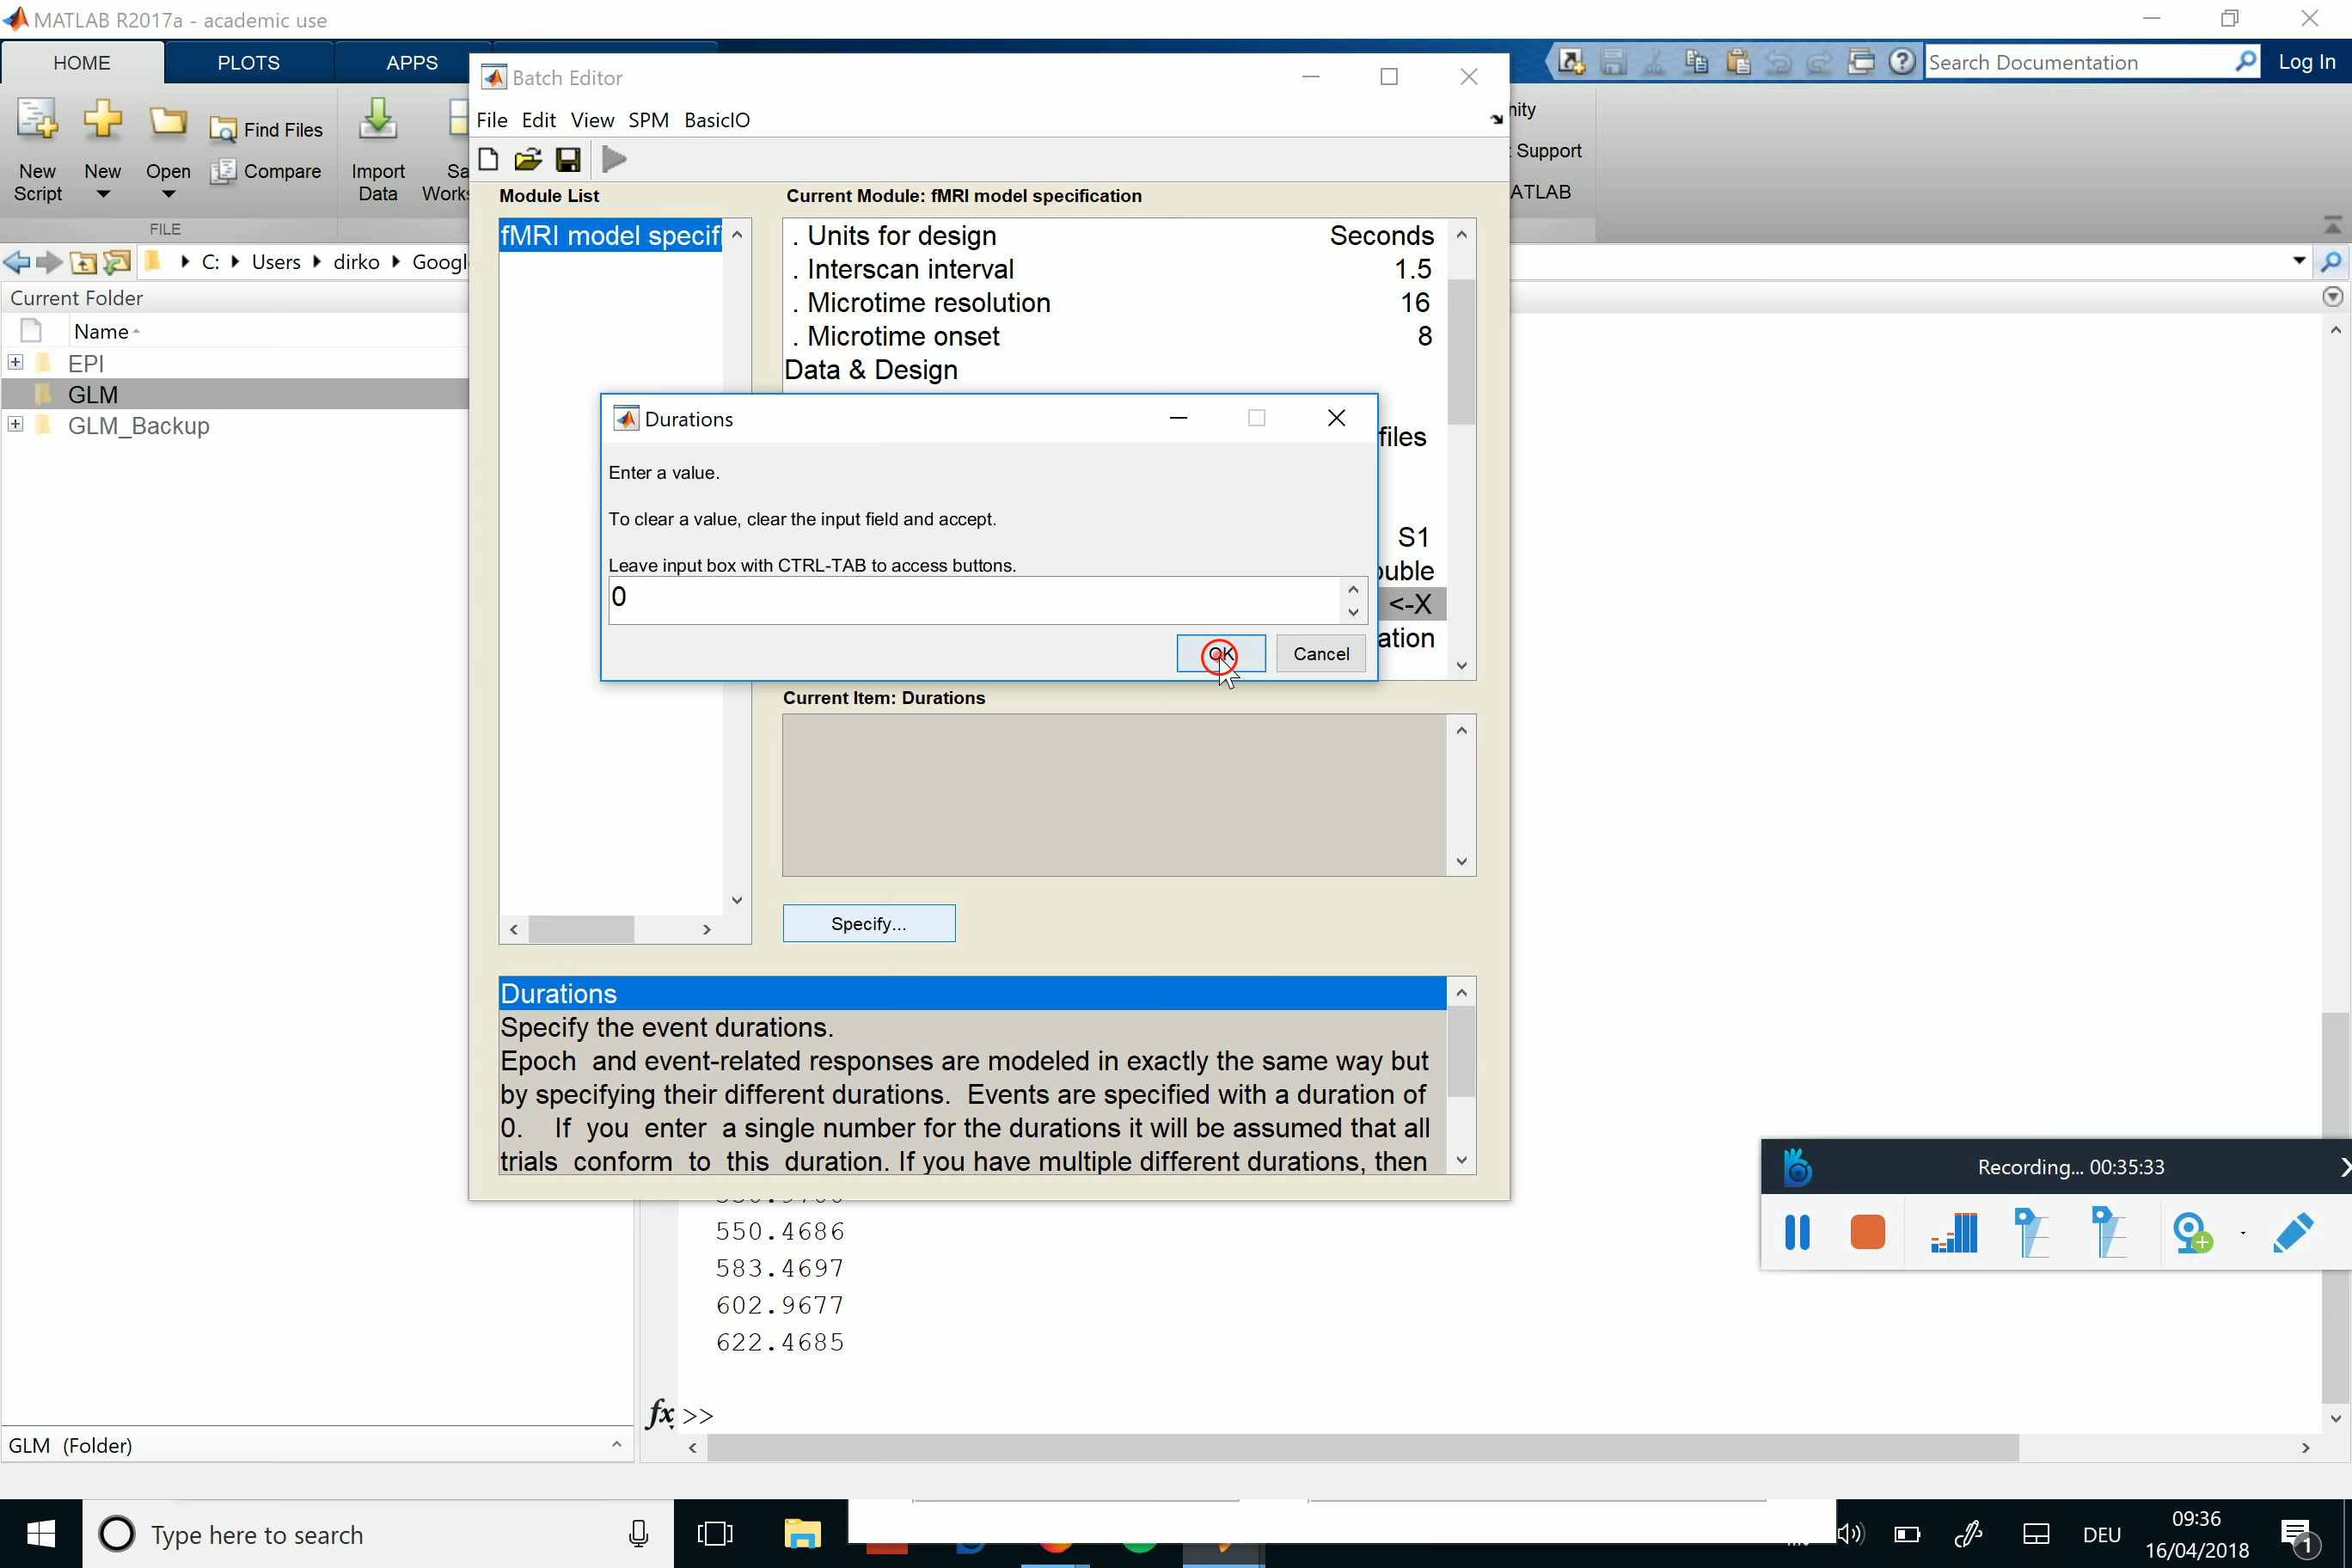 MATLAB R2017a - academic use
HOME
PLOTS
APPS
Search Documentation
Log In
New
Script
New
Open
Find Files
Compare
Import
Data
FILE
Support
C:
Users
dirko
Current Folder
Name
EPI
GLM
GLM_Backup
GLM (Folder)
Batch Editor
File Edit View SPM BasicIO
Module List
Current Module: fMRI model specification
fMRI model specifi
. Units for design Seconds
. Interscan interval 1.5
. Microtime resolution 16
. Microtime onset 8
Data & Design
files
S1
<-X
Durations
Enter a value.
To clear a value, clear the input field and accept.
Leave input box with CTRL-TAB to access buttons.
0
OK
Cancel
Current Item: Durations
Specify...
Durations
Specify the event durations.
Epoch and event-related responses are modeled in exactly the same way but
by specifying their different durations. Events are specified with a duration of
0. If you enter a single number for the durations it will be assumed that all
trials conform to this duration. If you have multiple different durations, then
550.4686
583.4697
602.9677
622.4685
fx >>
Recording... 00:35:33
Type here to search
DEU
09:36
16/04/2018
1